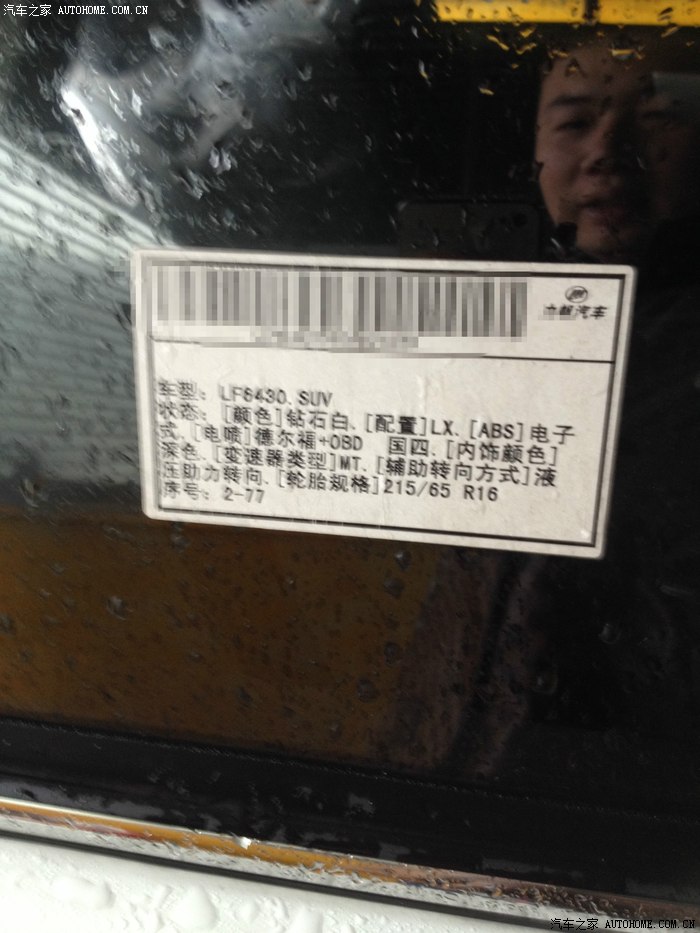 汽车之家 AUTOHOME.COM.CN
力帆汽车
车型: LF6430.SUV
状态: [颜色]钻石白、[配置]LX、[ABS]电子
式、[电喷]德尔福+OBD 国四、[内饰颜色]
深色、[变速器类型]MT、[辅助转向方式]液
压助力转向、[轮胎规格]215/65 R16
序号: 2-77
汽车之家 AUTOHOME.COM.CN